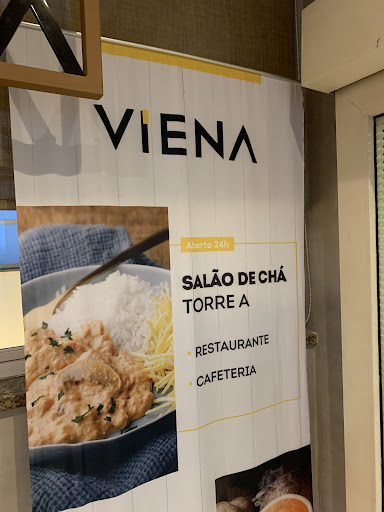 VIENA
Aberto 24h
SALÃO DE CHÁ
TORRE A
• RESTAURANTE
• CAFETERIA